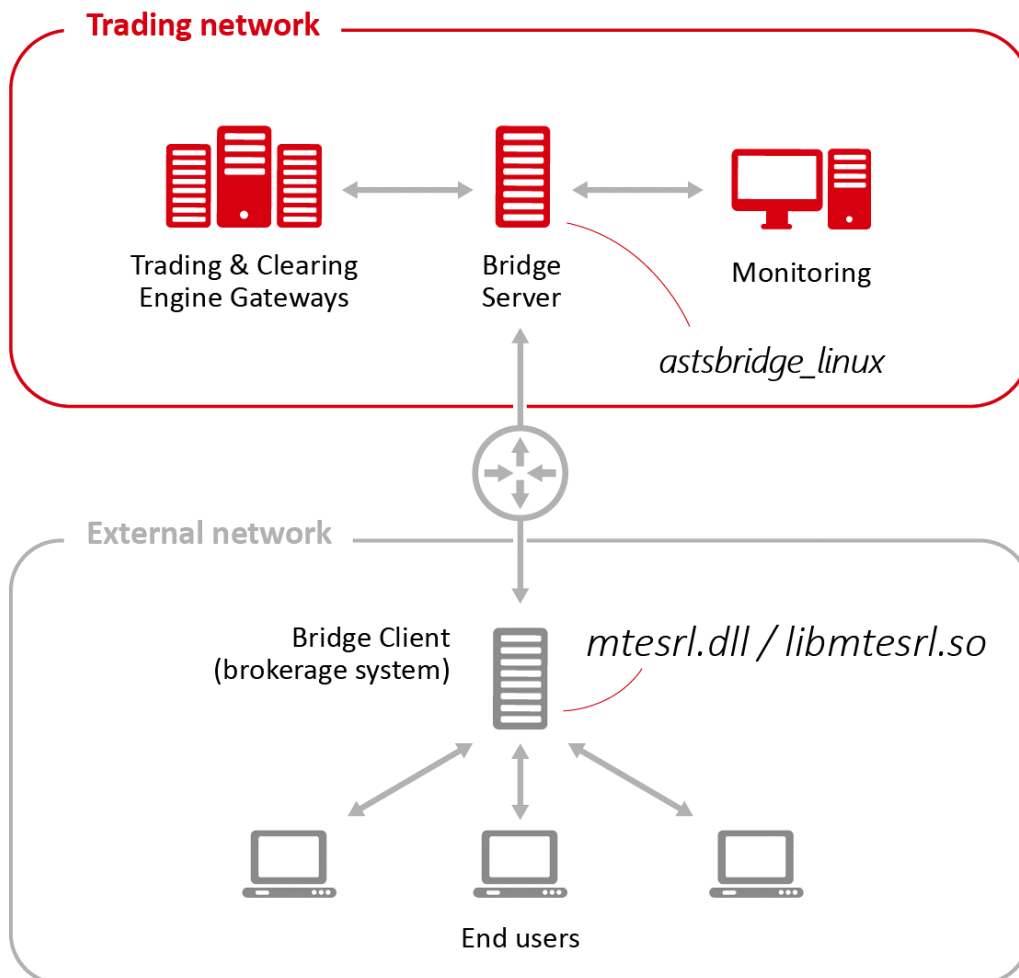 Trading network
Trading & Clearing
Engine Gateways
Bridge
Server
Monitoring
astsbridge_linux
External network
Bridge Client
(brokerage system)
mtesrl.dll / libmtesrl.so
End users